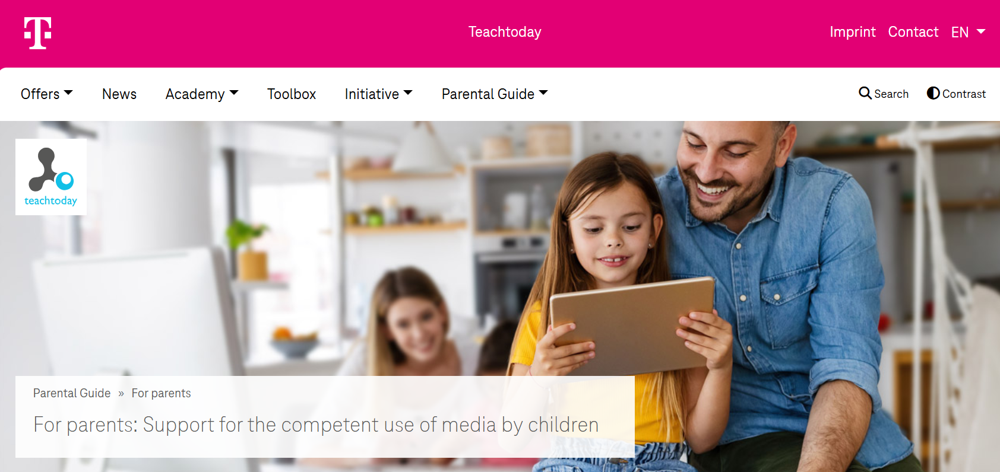 T
Teachtoday
Imprint Contact EN
Offers News Academy Toolbox Initiative Parental Guide
Search Contrast
teachtoday
Parental Guide » For parents
For parents: Support for the competent use of media by children